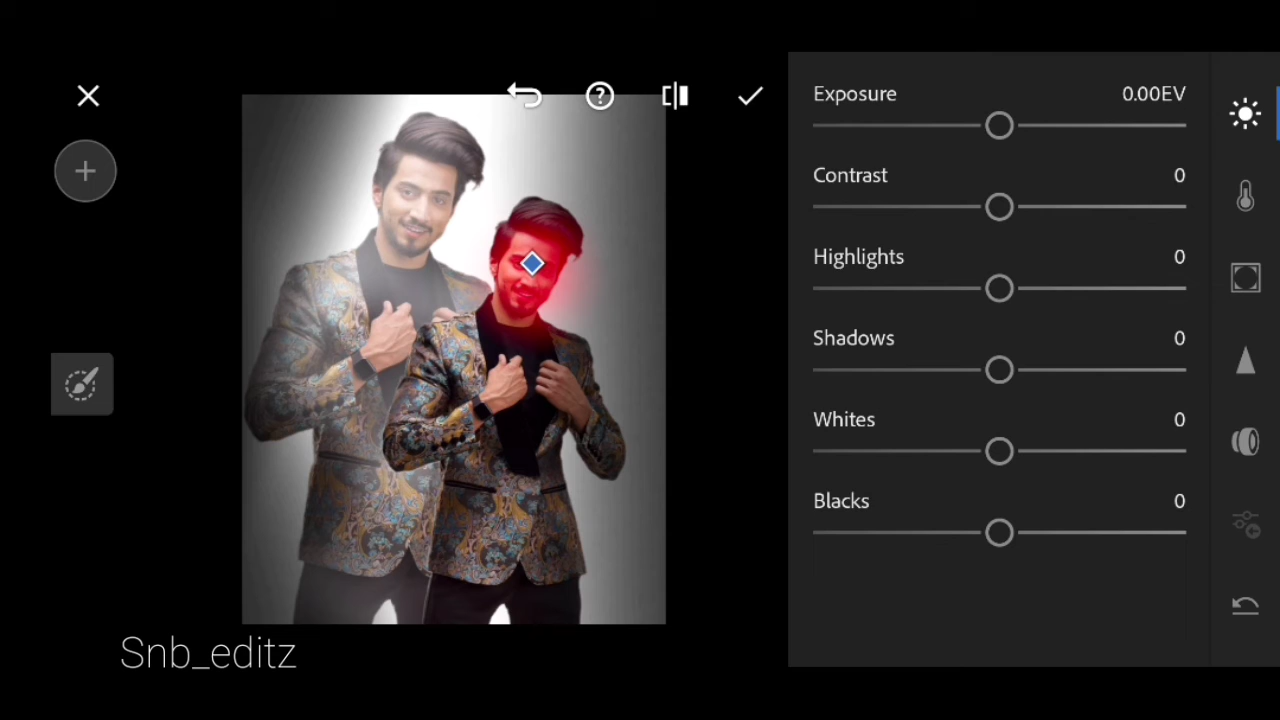 Exposure 0.00EV
Contrast 0
Highlights 0
Shadows 0
Whites 0
Blacks 0
Snb_editz